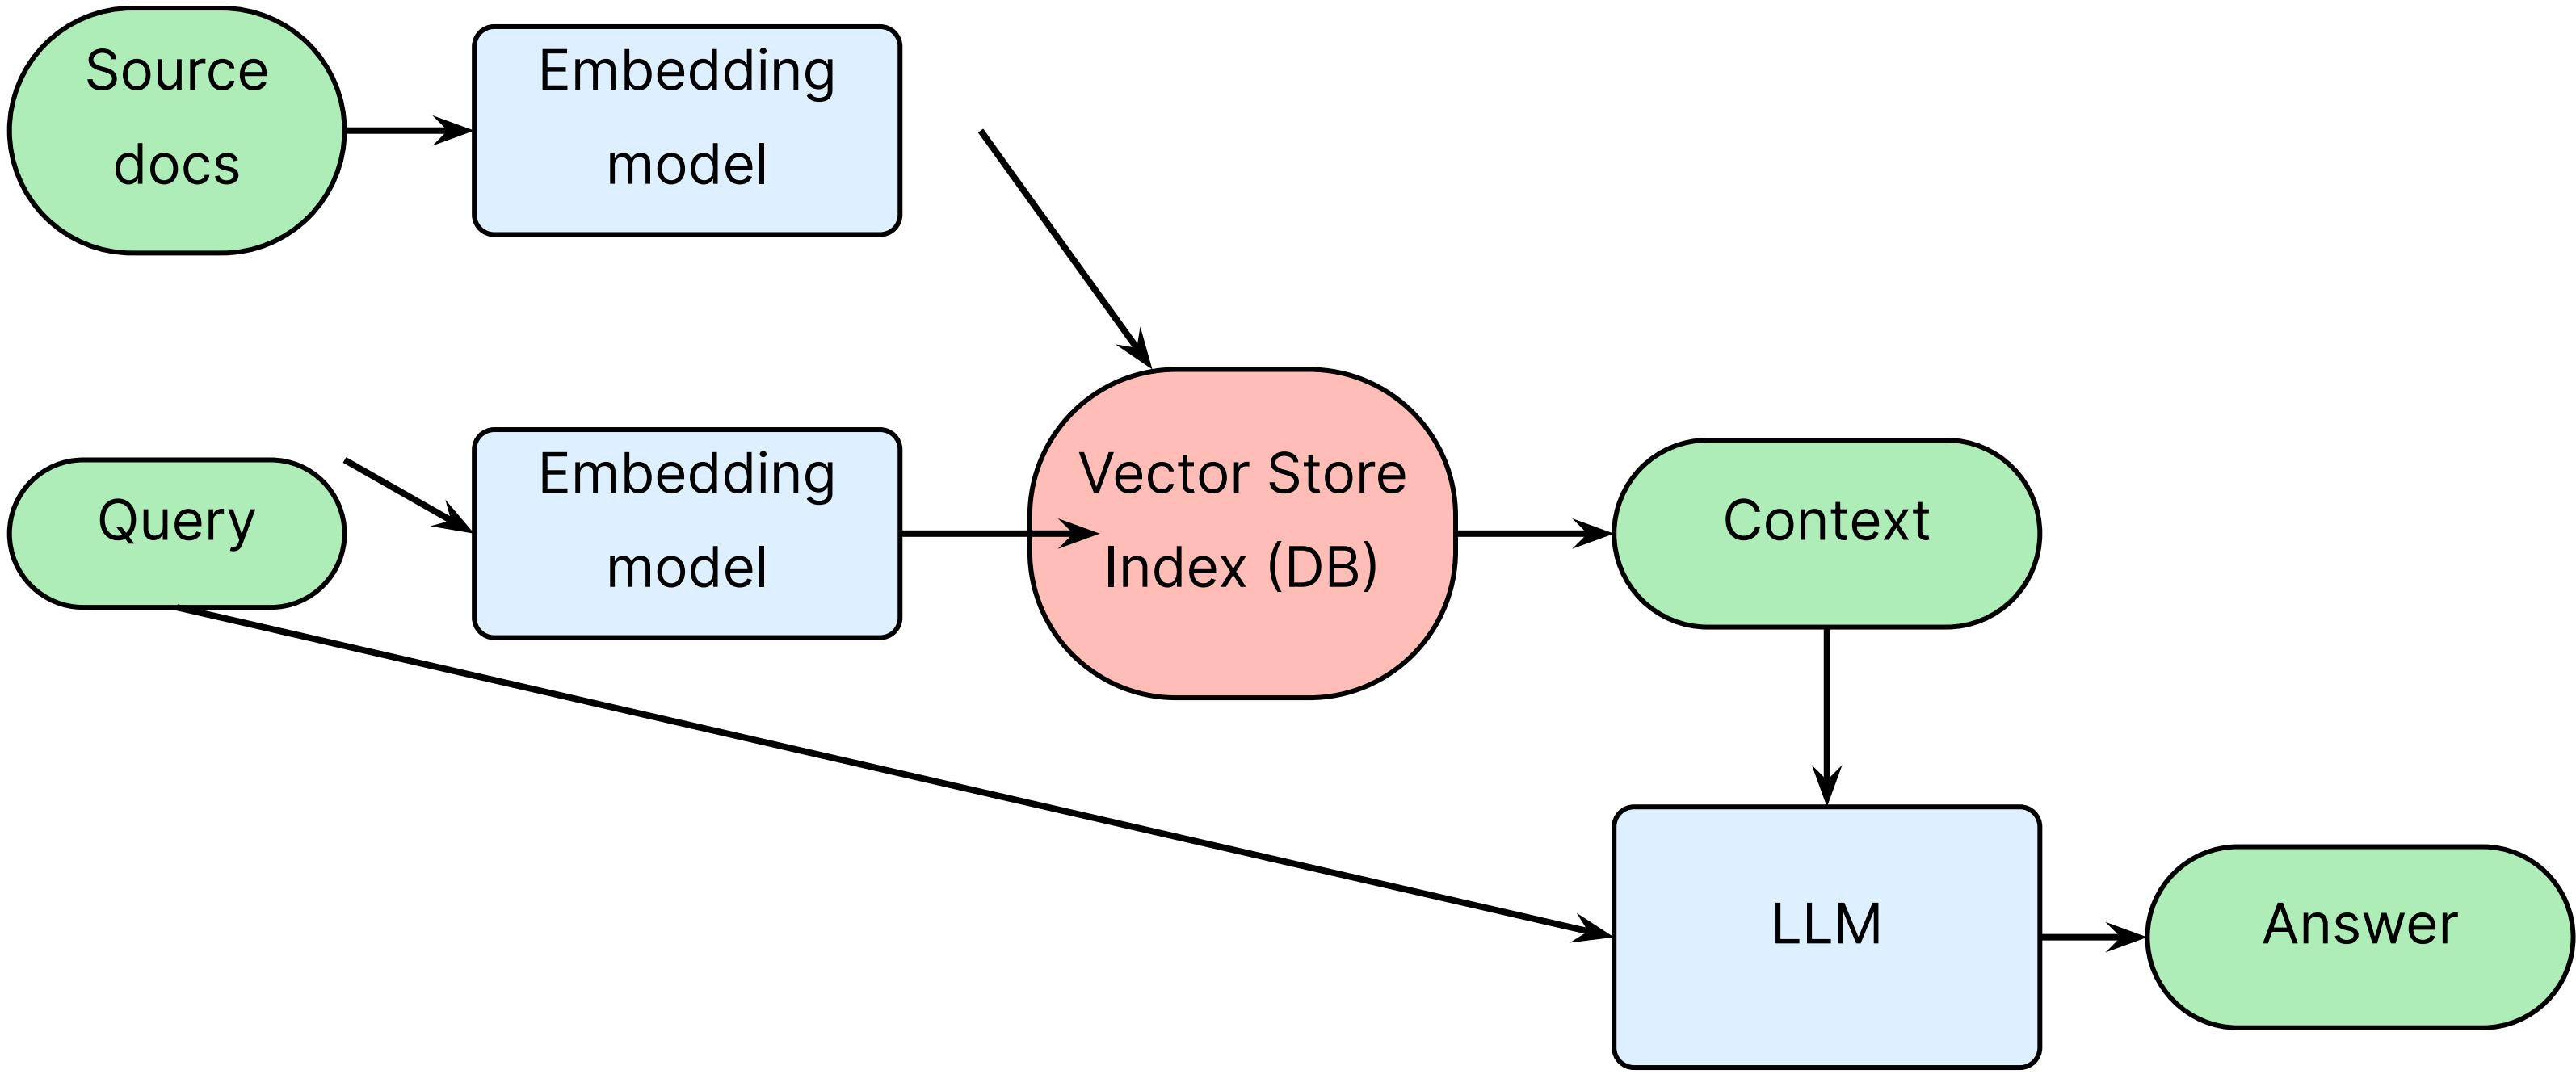 Source
docs
Embedding
model
Query
Embedding
model
Vector Store
Index (DB)
Context
LLM
Answer